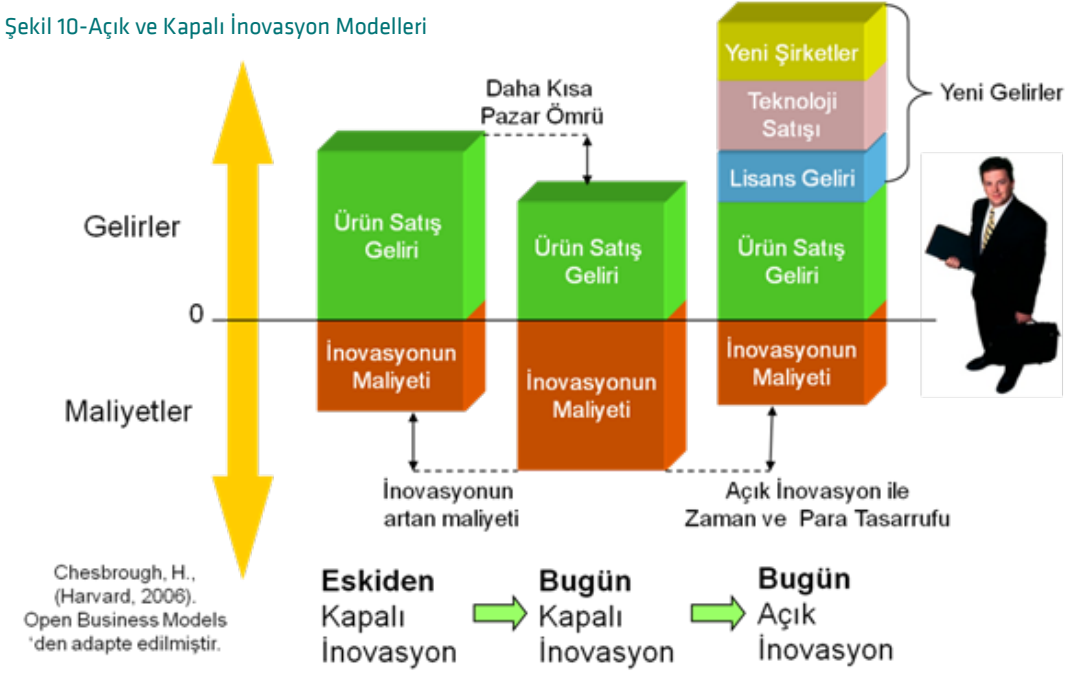 Şekil 10-Açık ve Kapalı İnovasyon Modelleri
Daha Kısa
Pazar Ömrü
Yeni Şirketler
Teknoloji
Satışı
Lisans Geliri
Yeni Gelirler
Gelirler
Ürün Satış
Geliri
Ürün Satış
Geliri
Ürün Satış
Geliri
0
Maliyetler
İnovasyonun
Maliyeti
İnovasyonun
Maliyeti
İnovasyonun
Maliyeti
İnovasyonun
artan maliyeti
Açık İnovasyon ile
Zaman ve Para Tasarrufu
Chesbrough, H.,
(Harvard, 2006).
Open Business Models
‘den adapte edilmiştir.
Eskiden
Kapalı
İnovasyon
Bugün
Kapalı
İnovasyon
Bugün
Açık
İnovasyon